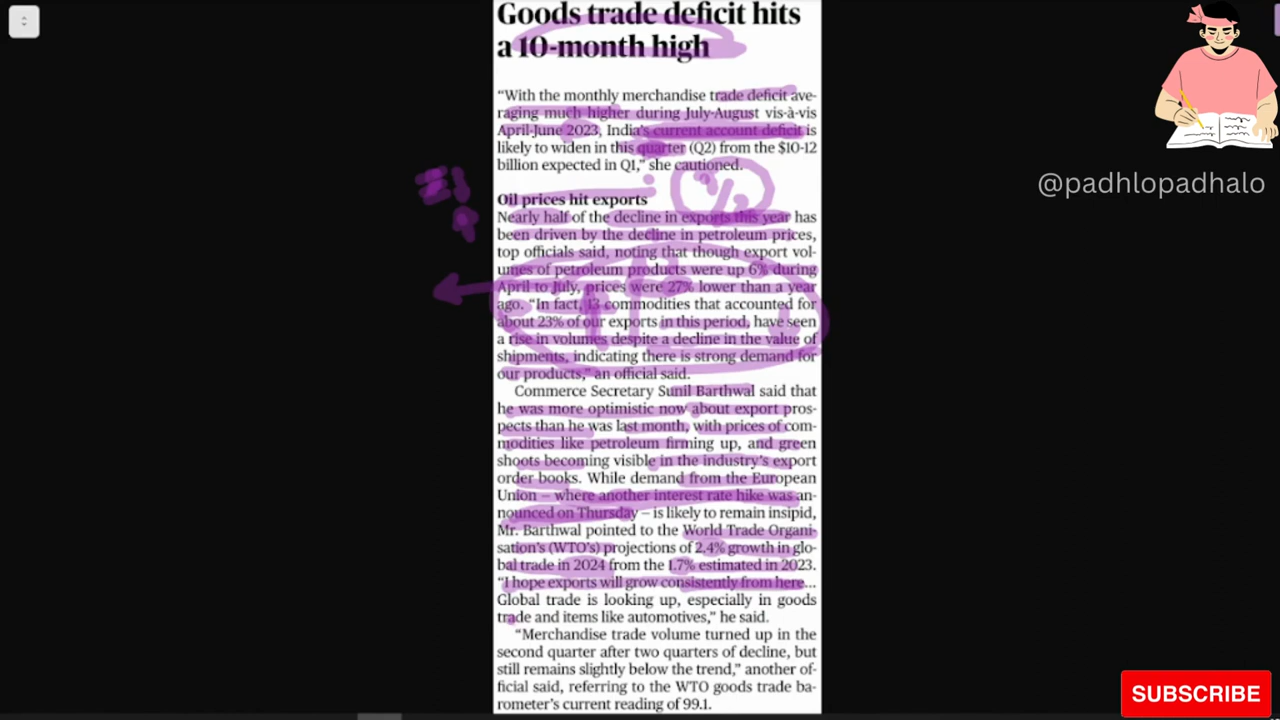 Goods trade deficit hits
a 10-month high
“With the monthly merchandise trade deficit ave-
raging much higher during July-August vis-à-vis
April-June 2023, India’s current account deficit is
likely to widen in this quarter (Q2) from the $10-12
billion expected in Q1,” she cautioned.
Oil prices hit exports
Nearly half of the decline in exports this year has
been driven by the decline in petroleum prices,
top officials said, noting that though export vol-
umes of petroleum products were up 6% during
April to July, prices were 27% lower than a year
ago. “In fact, 13 commodities that accounted for
about 23% of our exports in this period, have seen
a rise in volumes despite a decline in the value of
shipments, indicating there is strong demand for
our products,” an official said.
Commerce Secretary Sunil Barthwal said that
he was more optimistic now about export pros-
pects than he was last month, with prices of com-
modities like petroleum firming up, and green
shoots becoming visible in the industry’s export
order books. While demand from the European
Union – where another interest rate hike was an-
nounced on Thursday – is likely to remain insipid,
Mr. Barthwal pointed to the World Trade Organi-
sation’s (WTO’s) projections of 2.4% growth in glo-
bal trade in 2024 from the 1.7% estimated in 2023.
“I hope exports will grow consistently from here...
Global trade is looking up, especially in goods
trade and items like automotives,” he said.
“Merchandise trade volume turned up in the
second quarter after two quarters of decline, but
still remains slightly below the trend,” another of-
ficial said, referring to the WTO goods trade ba-
rometer’s current reading of 99.1.
@padhlopadhalo
SUBSCRIBE